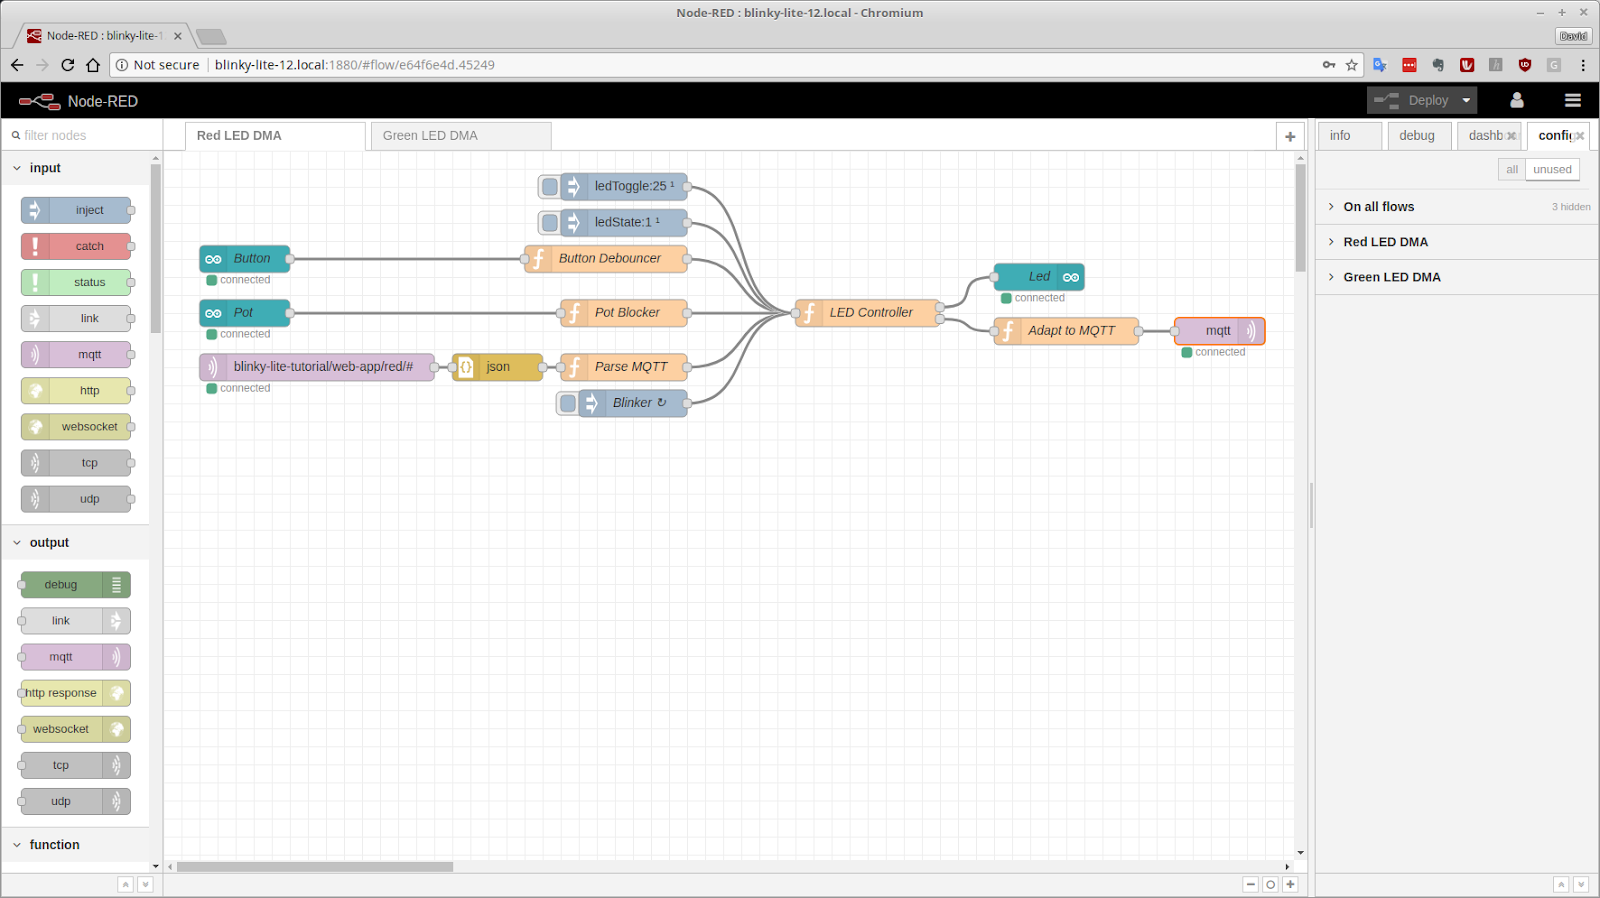 Node-RED : blinky-lite-12.local - Chromium
Node-RED : blinky-lite-1
David
Not secure | blinky-lite-12.local:1880/#flow/e64f6e4d.45249
Node-RED
Deploy
filter nodes
Red LED DMA
Green LED DMA
info
debug
dashb
config
all
unused
input
inject
catch
status
link
mqtt
http
websocket
tcp
udp
output
debug
link
mqtt
http response
websocket
tcp
udp
function
ledToggle:25 ¹
ledState:1 ¹
Button
connected
Button Debouncer
Pot
connected
Pot Blocker
blinky-lite-tutorial/web-app/red/#
connected
json
Parse MQTT
Blinker ↻
LED Controller
Led
connected
Adapt to MQTT
mqtt
connected
On all flows
3 hidden
Red LED DMA
Green LED DMA